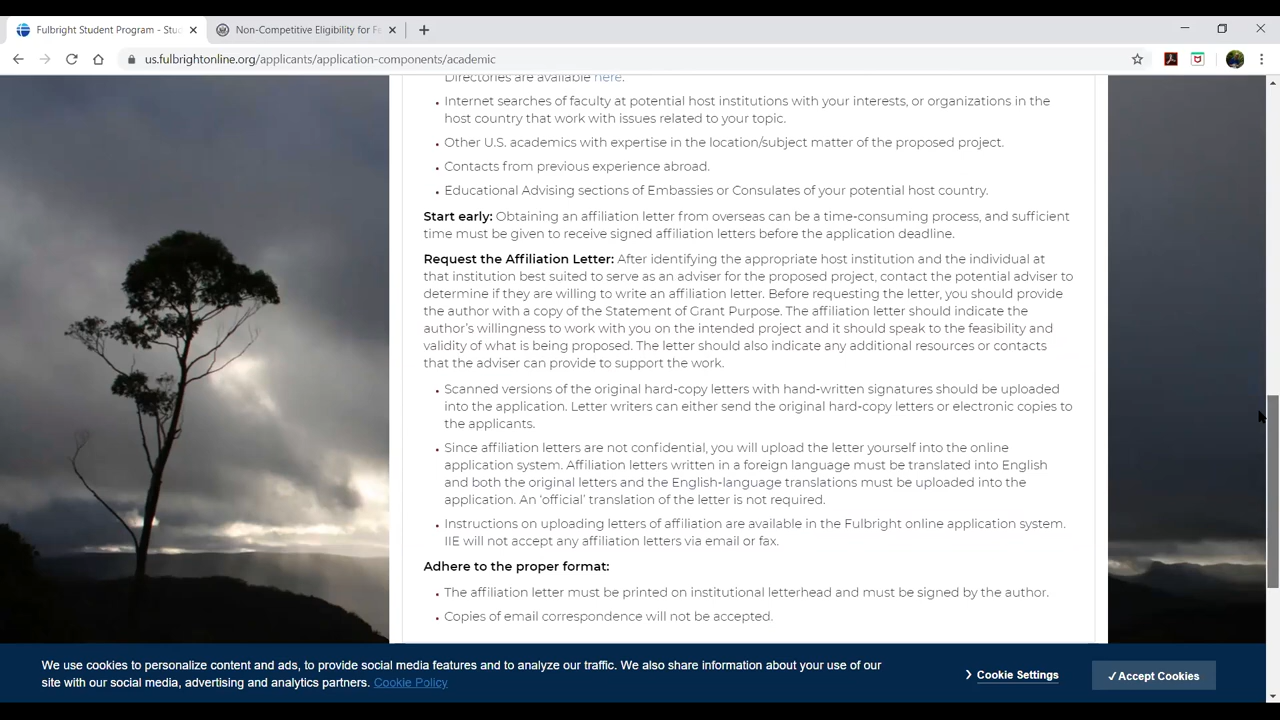 Fulbright Student Program - Stu
Non-Competitive Eligibility for Fe
us.fulbrightonline.org/applicants/application-components/academic
Directories are available here.
Internet searches of faculty at potential host institutions with your interests, or organizations in the
host country that work with issues related to your topic.
Other U.S. academics with expertise in the location/subject matter of the proposed project.
Contacts from previous experience abroad.
Educational Advising sections of Embassies or Consulates of your potential host country.
Start early: Obtaining an affiliation letter from overseas can be a time-consuming process, and sufficient
time must be given to receive signed affiliation letters before the application deadline.
Request the Affiliation Letter: After identifying the appropriate host institution and the individual at
that institution best suited to serve as an adviser for the proposed project, contact the potential adviser to
determine if they are willing to write an affiliation letter. Before requesting the letter, you should provide
the author with a copy of the Statement of Grant Purpose. The affiliation letter should indicate the
author's willingness to work with you on the intended project and it should speak to the feasibility and
validity of what is being proposed. The letter should also indicate any additional resources or contacts
that the adviser can provide to support the work.
Scanned versions of the original hard-copy letters with hand-written signatures should be uploaded
into the application. Letter writers can either send the original hard-copy letters or electronic copies to
the applicants.
Since affiliation letters are not confidential, you will upload the letter yourself into the online
application system. Affiliation letters written in a foreign language must be translated into English
and both the original letters and the English-language translations must be uploaded into the
application. An 'official' translation of the letter is not required.
Instructions on uploading letters of affiliation are available in the Fulbright online application system.
IIE will not accept any affiliation letters via email or fax.
Adhere to the proper format:
The affiliation letter must be printed on institutional letterhead and must be signed by the author.
Copies of email correspondence will not be accepted.
We use cookies to personalize content and ads, to provide social media features and to analyze our traffic. We also share information about your use of our
site with our social media, advertising and analytics partners. Cookie Policy
Cookie Settings
✓Accept Cookies